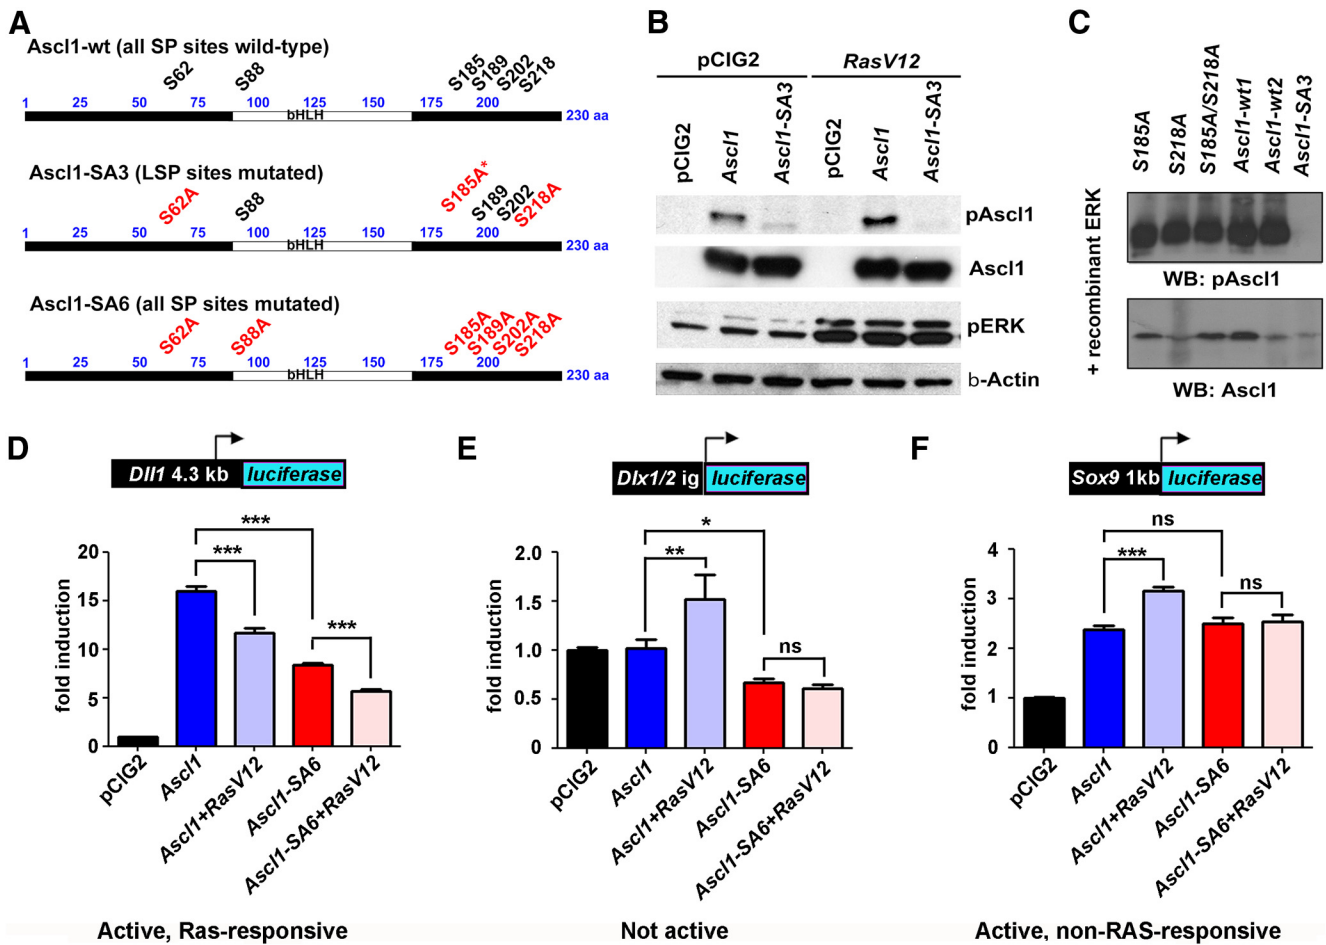 A
Ascl1-wt (all SP sites wild-type)
S62
S88
S185
S189
S202
S218
1 25 50 75 100 125 150 175 200
bHLH
230 aa
Ascl1-SA3 (LSP sites mutated)
S62A
S88
S185A*
S189
S202
S218A
1 25 50 75 100 125 150 175 200
bHLH
230 aa
Ascl1-SA6 (all SP sites mutated)
S62A
S88A
S185A
S189A
S202A
S218A
1 25 50 75 100 125 150 175 200
bHLH
230 aa
B
pCIG2 RasV12
pCIG2
Ascl1
Ascl1-SA3
pCIG2
Ascl1
Ascl1-SA3
pAscl1
Ascl1
pERK
b-Actin
C
S185A
S218A
S185A/S218A
Ascl1-wt1
Ascl1-wt2
Ascl1-SA3
+ recombinant ERK
WB: pAscl1
WB: Ascl1
D
Dll1 4.3 kb luciferase
fold induction
20
15
10
5
0
***
***
***
pCIG2
Ascl1
Ascl1+RasV12
Ascl1-SA6
Ascl1-SA6+RasV12
Active, Ras-responsive
E
Dlx1/2 ig luciferase
fold induction
2.0
1.5
1.0
0.5
0
*
**
ns
pCIG2
Ascl1
Ascl1+RasV12
Ascl1-SA6
Ascl1-SA6+RasV12
Not active
F
Sox9 1kb luciferase
fold induction
4
3
2
1
0
ns
***
ns
pCIG2
Ascl1
Ascl1+RasV12
Ascl1-SA6
Ascl1-SA6+RasV12
Active, non-RAS-responsive